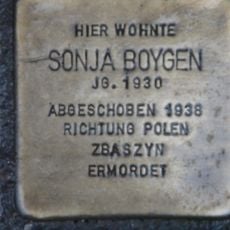 HIER WOHNTE
SONJA BOYGEN
JG. 1930
ABGESCHOBEN 1938
RICHTUNG POLEN
ZBASZYN
ERMORDET